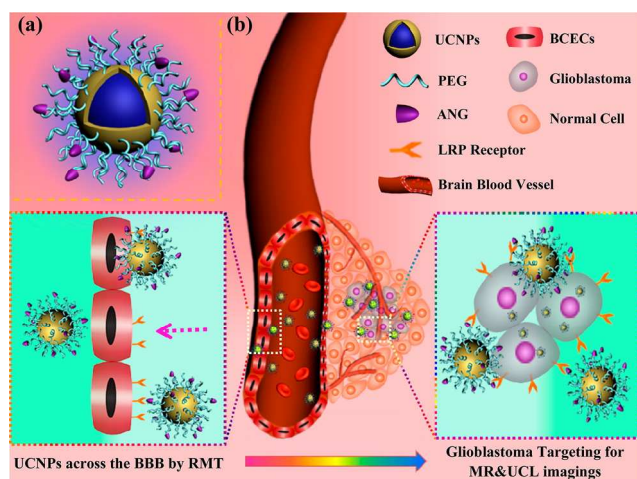 (a)
(b)
UCNPs
BCECs
PEG
Glioblastoma
ANG
Normal Cell
LRP Receptor
Brain Blood Vessel
UCNPs across the BBB by RMT
Glioblastoma Targeting for
MR&UCL imagings